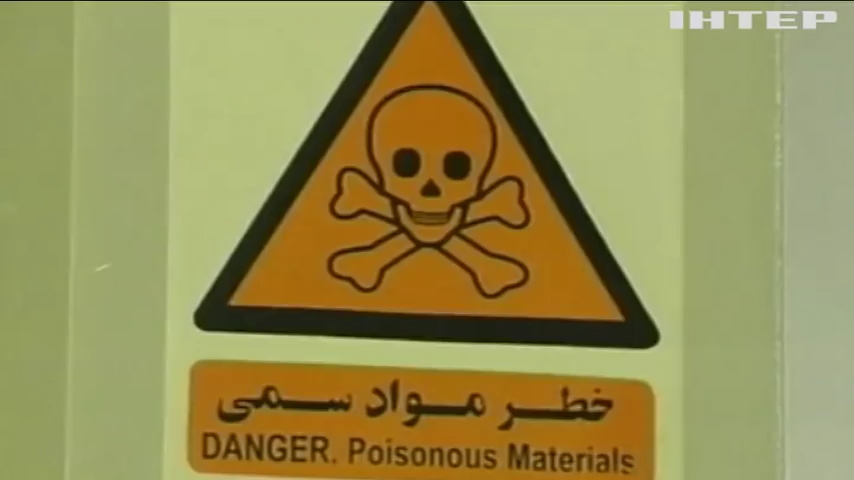 ІНТЕР
خطر مواد سمی
DANGER. Poisonous Materials